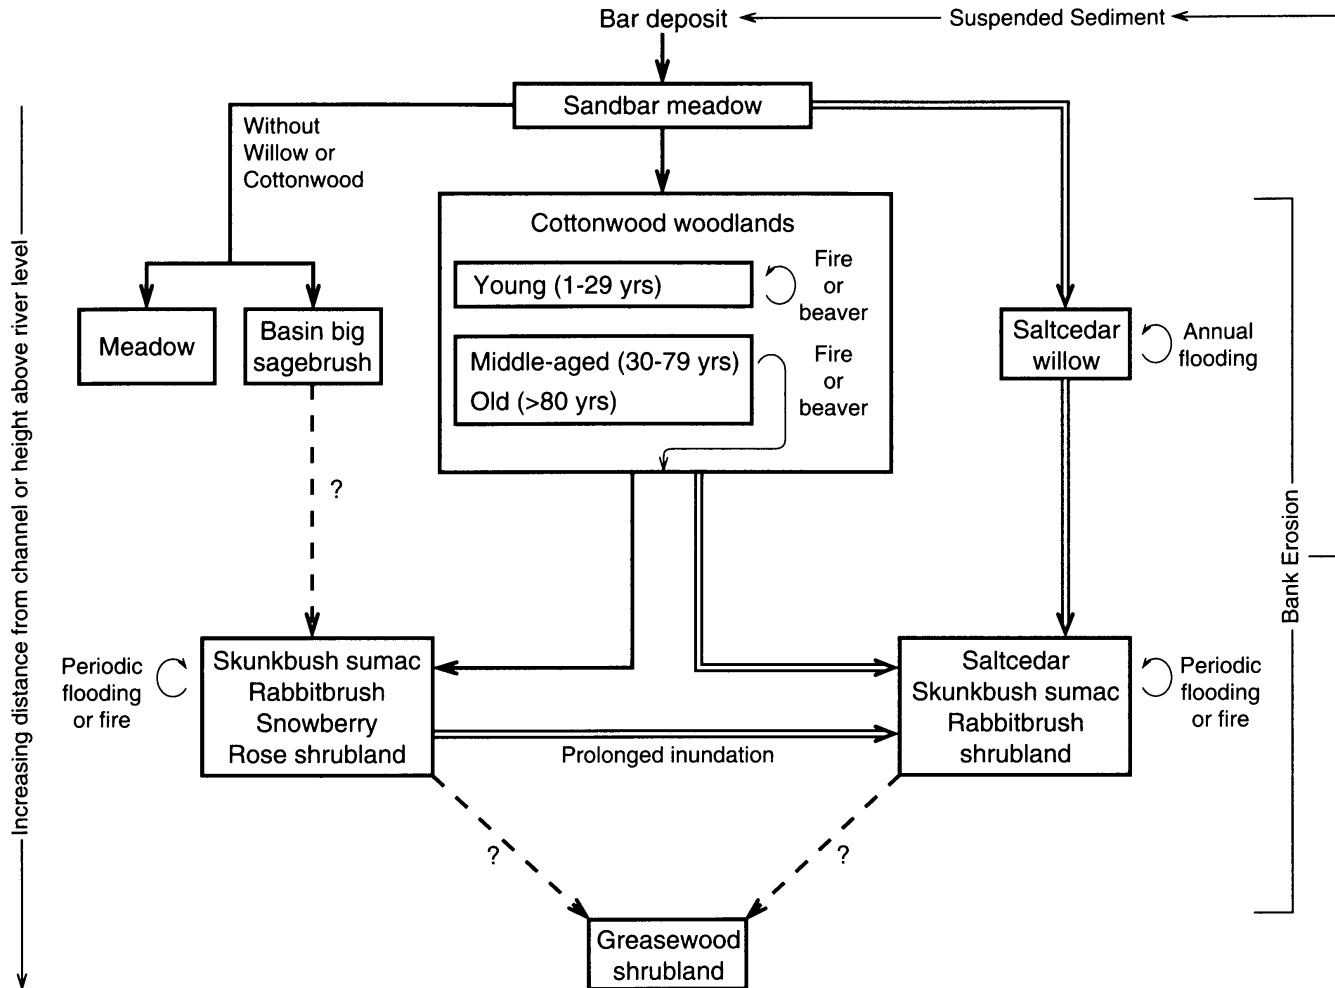 Bar deposit
Suspended Sediment
Sandbar meadow
Without
Willow or
Cottonwood
Cottonwood woodlands
Young (1-29 yrs)
Fire
or
beaver
Middle-aged (30-79 yrs)
Old (>80 yrs)
Fire
or
beaver
Meadow
Basin big
sagebrush
Saltcedar
willow
Annual
flooding
?
Increasing distance from channel or height above river level
Bank Erosion
Periodic
flooding
or fire
Skunkbush sumac
Rabbitbrush
Snowberry
Rose shrubland
Prolonged inundation
Saltcedar
Skunkbush sumac
Rabbitbrush
shrubland
Periodic
flooding
or fire
?
?
Greasewood
shrubland